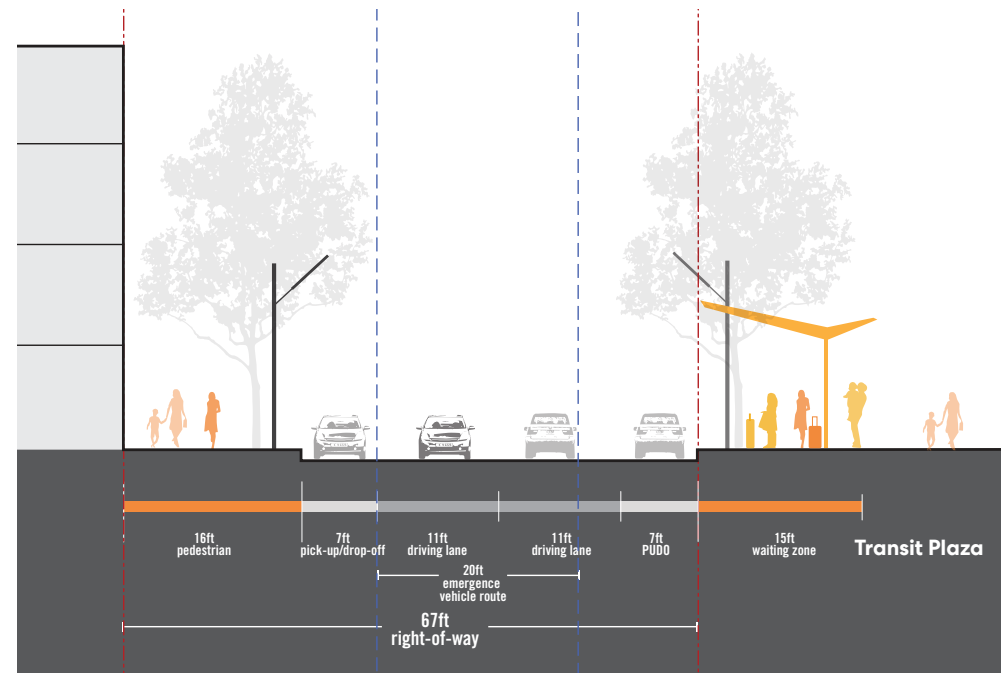 16ft
pedestrian
7ft
pick-up/drop-off
11ft
driving lane
11ft
driving lane
7ft
PUDO
15ft
waiting zone
Transit Plaza
20ft
emergence
vehicle route
67ft
right-of-way